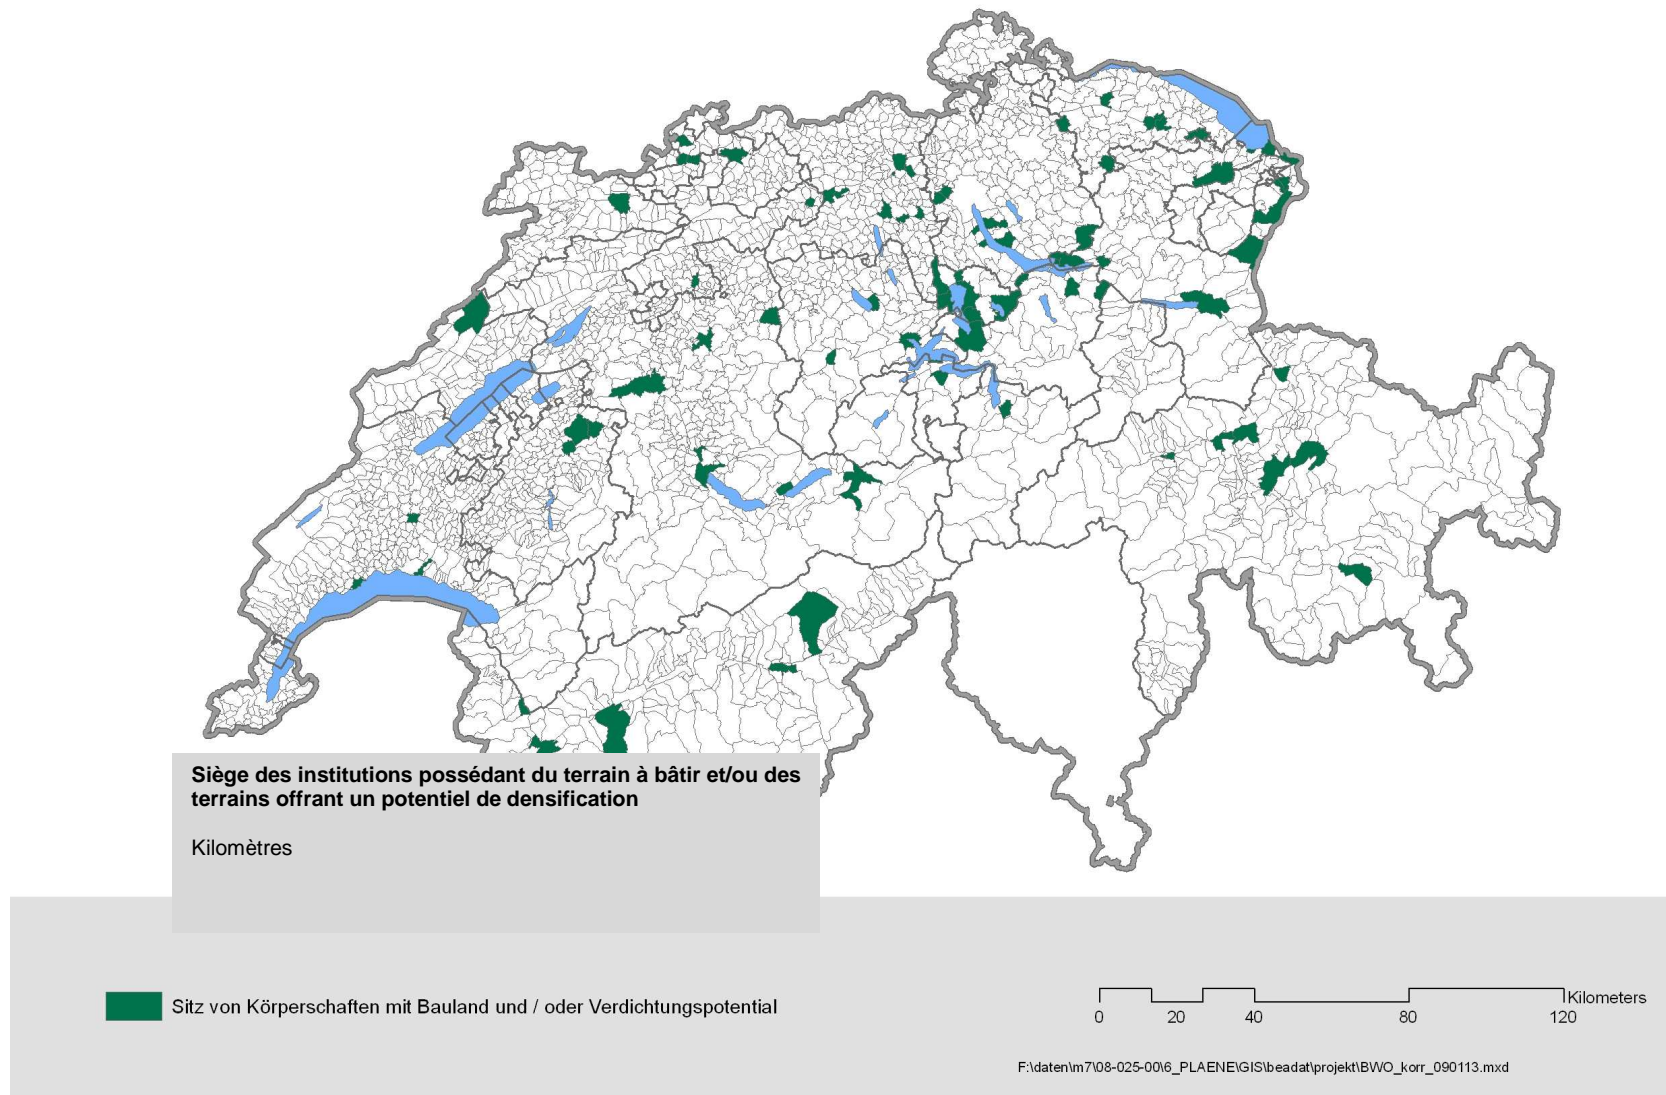 Siège des institutions possédant du terrain à bâtir et/ou des
terrains offrant un potentiel de densification
Kilomètres
Sitz von Körperschaften mit Bauland und / oder Verdichtungspotential
Kilometers
0 20 40 80 120
F:\daten\m7\08-025-00\6_PLAENE\GIS\beadat\projekt\BWO_korr_090113.mxd